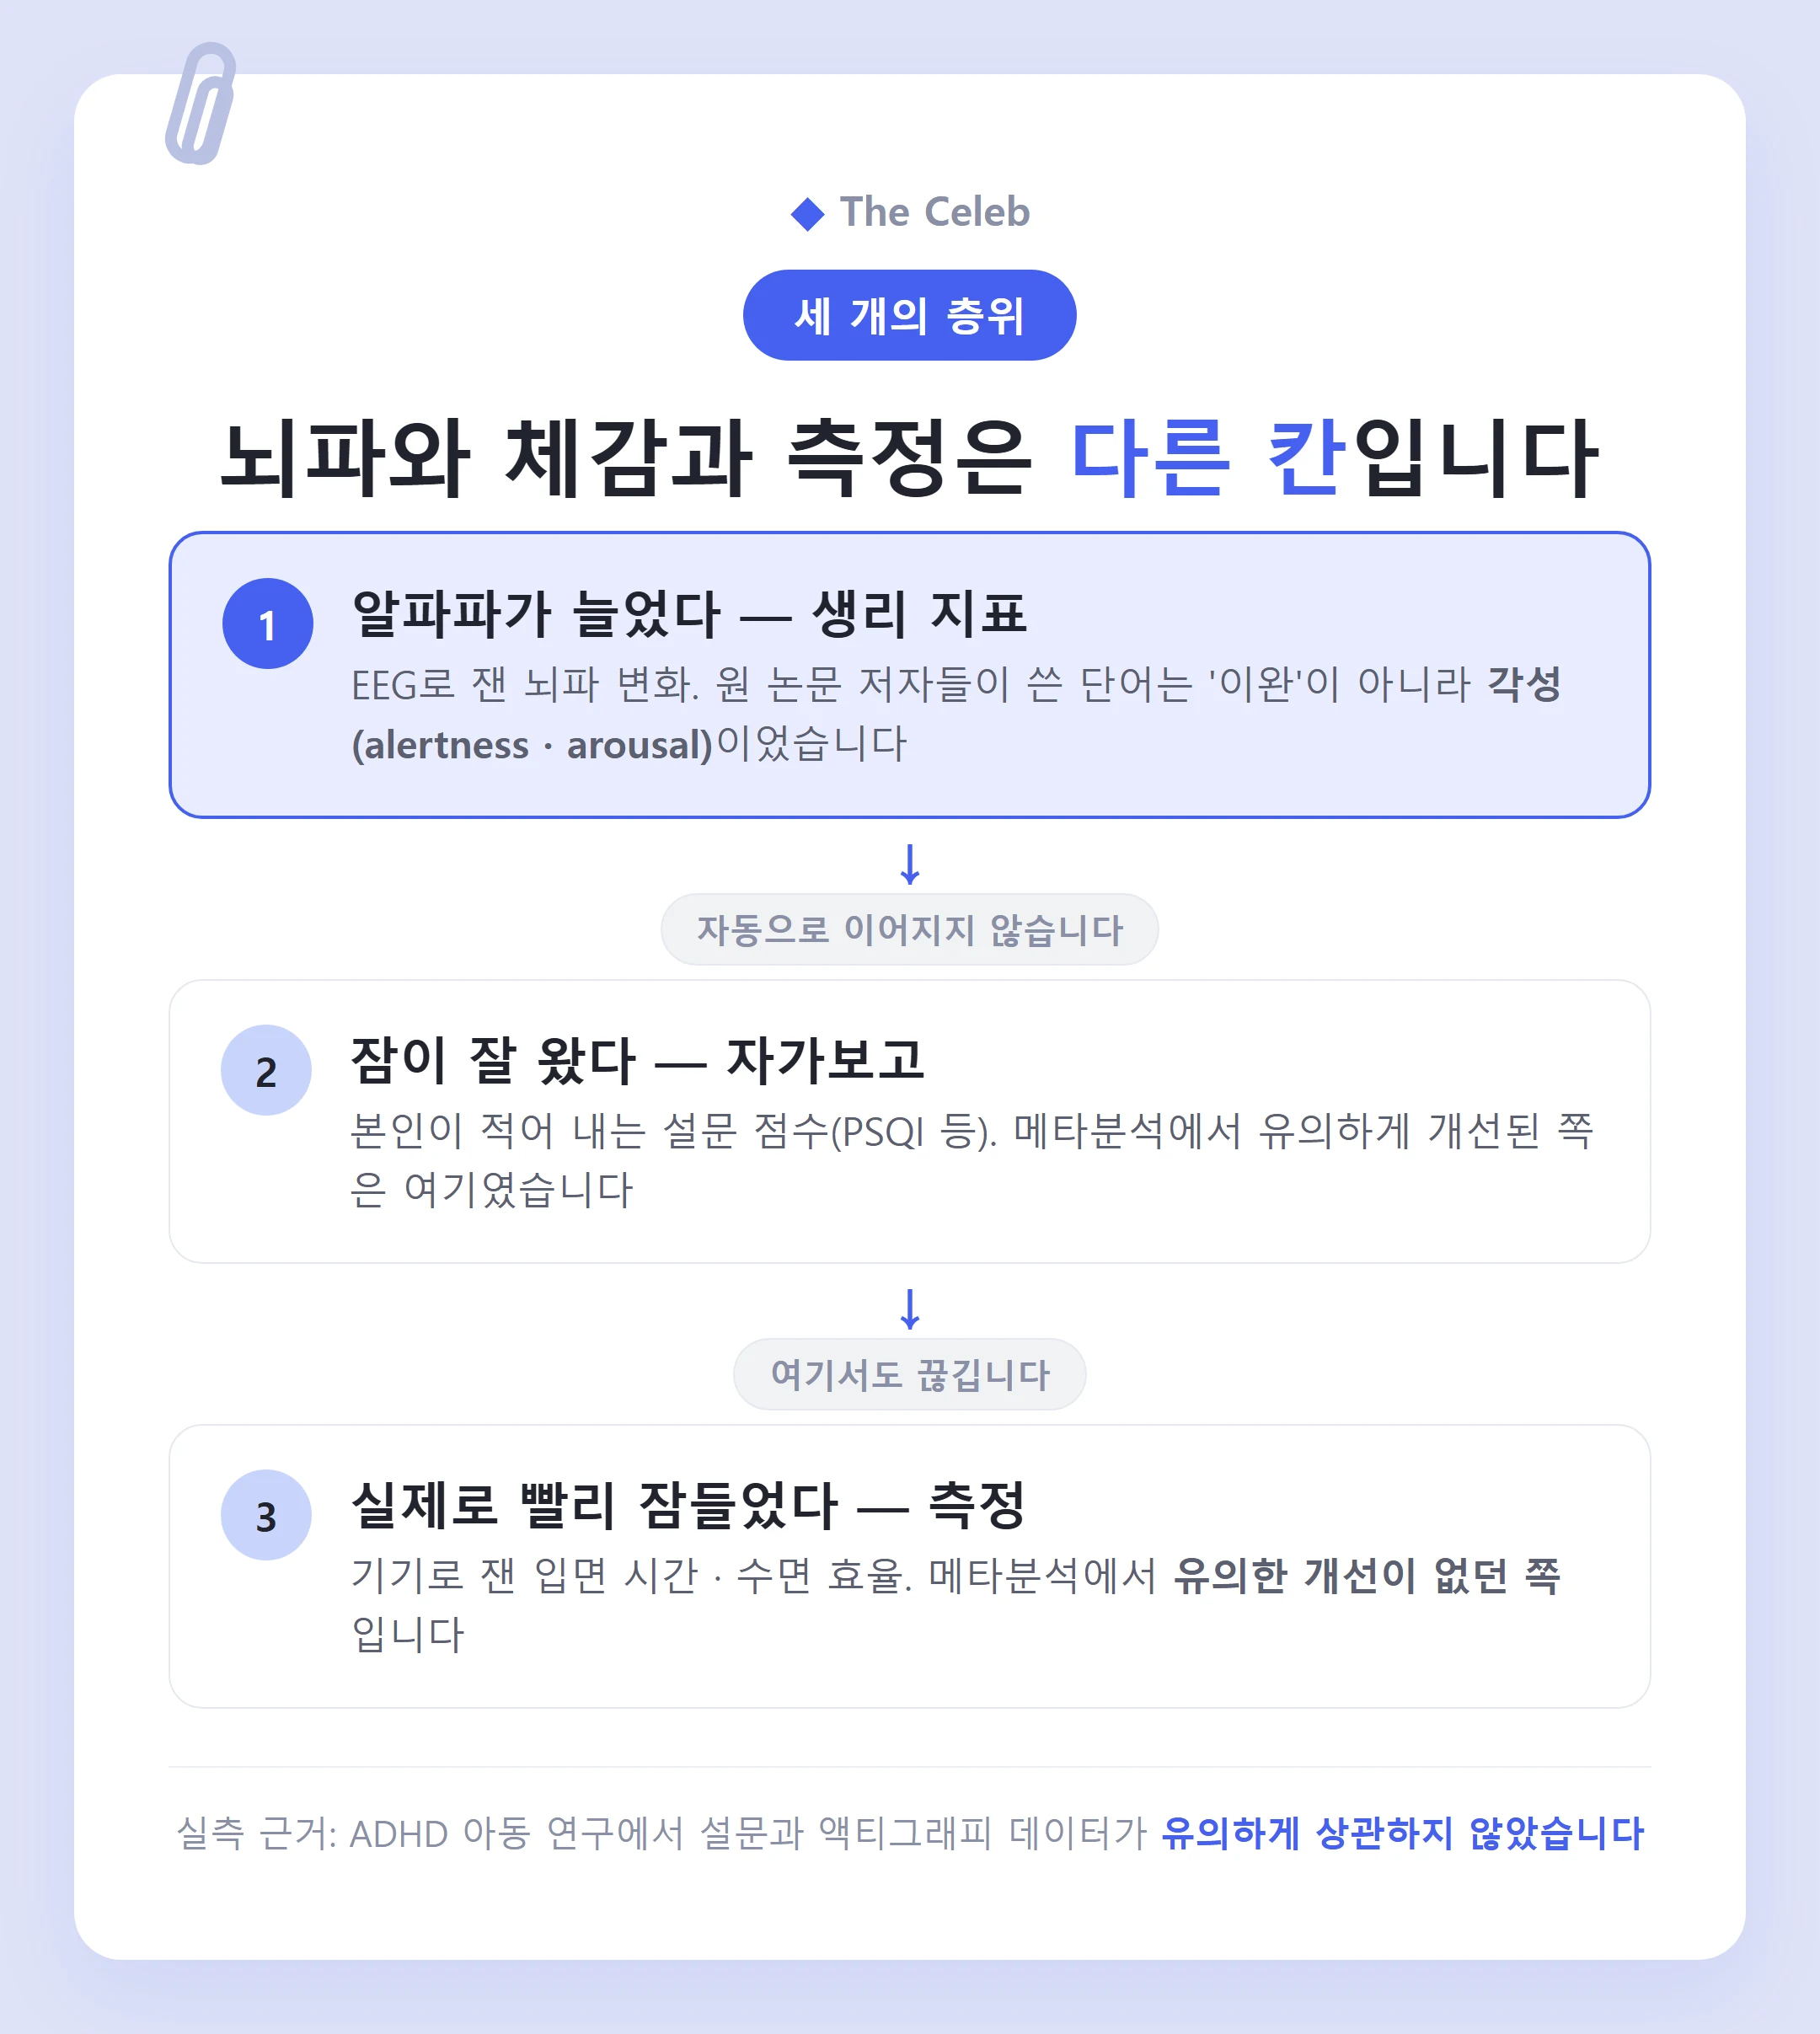 ◆ The Celeb
세 개의 층위
뇌파와 체감과 측정은 다른 칸입니다
1
알파파가 늘었다 — 생리 지표
EEG로 잰 뇌파 변화. 원 논문 저자들이 쓴 단어는 '이완'이 아니라 각성
(alertness · arousal)이었습니다
↓
자동으로 이어지지 않습니다
2
잠이 잘 왔다 — 자가보고
본인이 적어 내는 설문 점수(PSQI 등). 메타분석에서 유의하게 개선된 쪽
은 여기였습니다
↓
여기서도 끊깁니다
3
실제로 빨리 잠들었다 — 측정
기기로 잰 입면 시간 · 수면 효율. 메타분석에서 유의한 개선이 없던 쪽
입니다
실측 근거: ADHD 아동 연구에서 설문과 액티그래피 데이터가 유의하게 상관하지 않았습니다